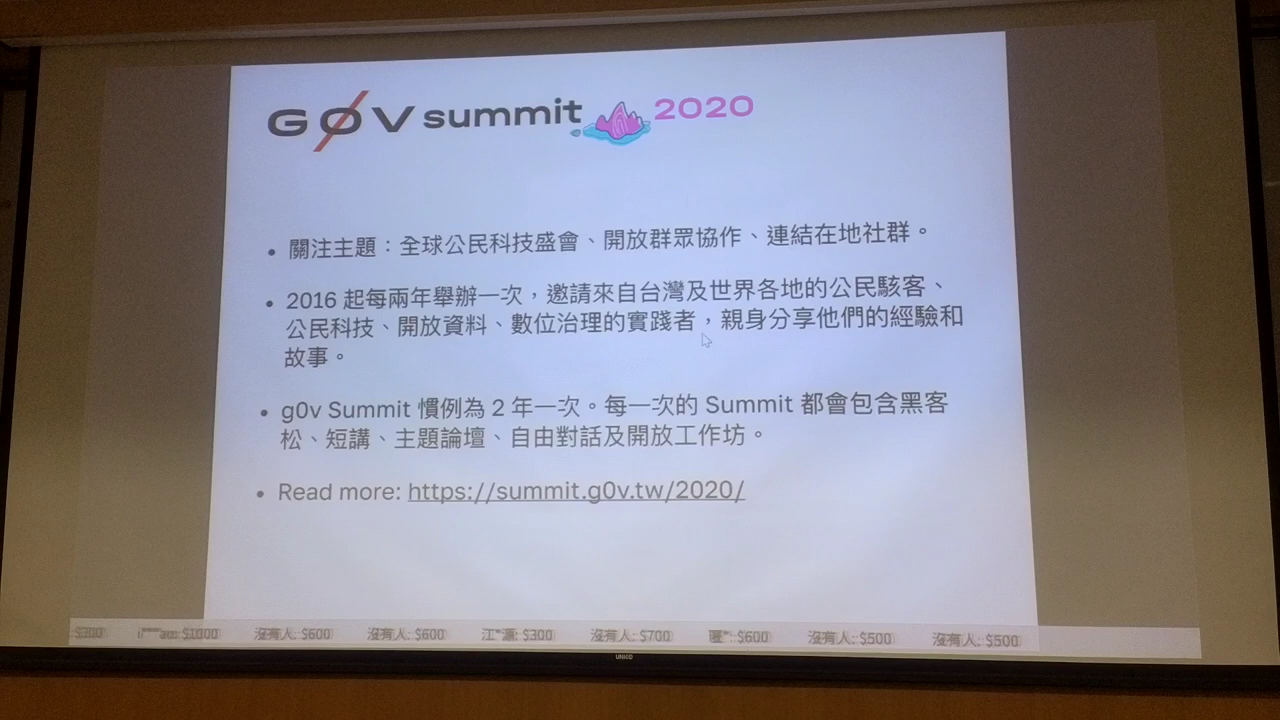 G0V summit 2020
• 關注主題：全球公民科技盛會、開放群眾協作、連結在地社群。
• 2016 起每兩年舉辦一次，邀請來自台灣及世界各地的公民駭客、
公民科技、開放資料、數位治理的實踐者，親身分享他們的經驗和
故事。
• g0v Summit 慣例為 2 年一次。每一次的 Summit 都會包含黑客
松、短講、主題論壇、自由對話及開放工作坊。
• Read more: https://summit.g0v.tw/2020/
$300 $1000 沒有人: $600 沒有人: $600 江*灝: $300 沒有人: $700 匿*: $600 沒有人: $500 沒有人: $500
UNICO